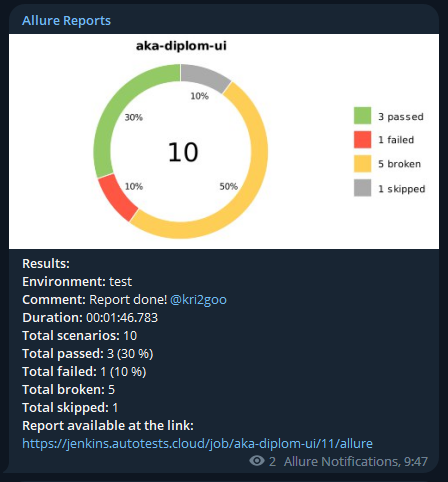 Allure Reports
aka-diplom-ui
10%
30%
10
10%
50%
3 passed
1 failed
5 broken
1 skipped
Results:
Environment: test
Comment: Report done! @kri2goo
Duration: 00:01:46.783
Total scenarios: 10
Total passed: 3 (30 %)
Total failed: 1 (10 %)
Total broken: 5
Total skipped: 1
Report available at the link:
https://jenkins.autotests.cloud/job/aka-diplom-ui/11/allure
2 Allure Notifications, 9:47